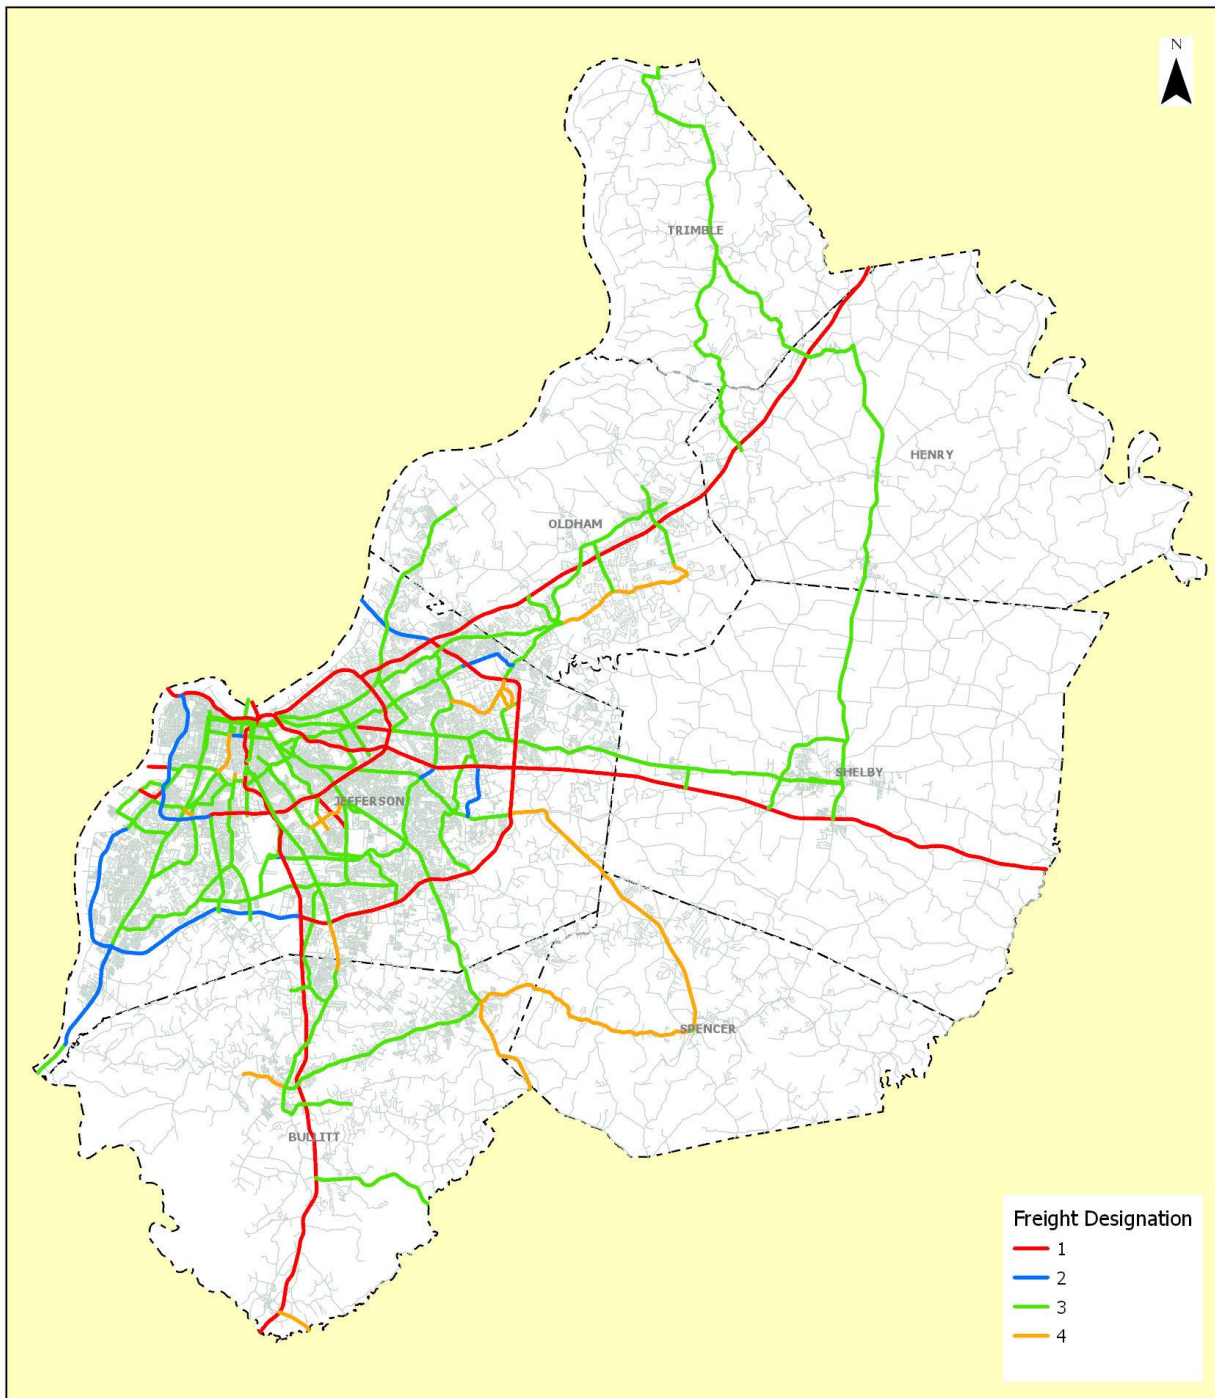 N
TRIMBLE
HENRY
OLDHAM
SHELBY
JEFFERSON
SPENCER
BULLITT
Freight Designation
1
2
3
4